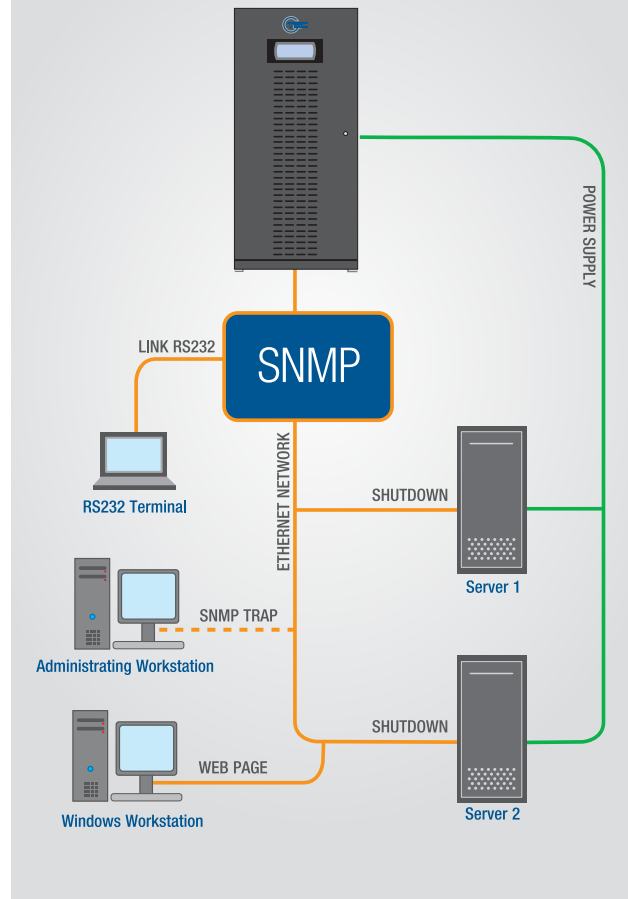 POWER SUPPLY
LINK RS232
SNMP
RS232 Terminal
ETHERNET NETWORK
SHUTDOWN
Server 1
SNMP TRAP
Administrating Workstation
SHUTDOWN
WEB PAGE
Windows Workstation
Server 2